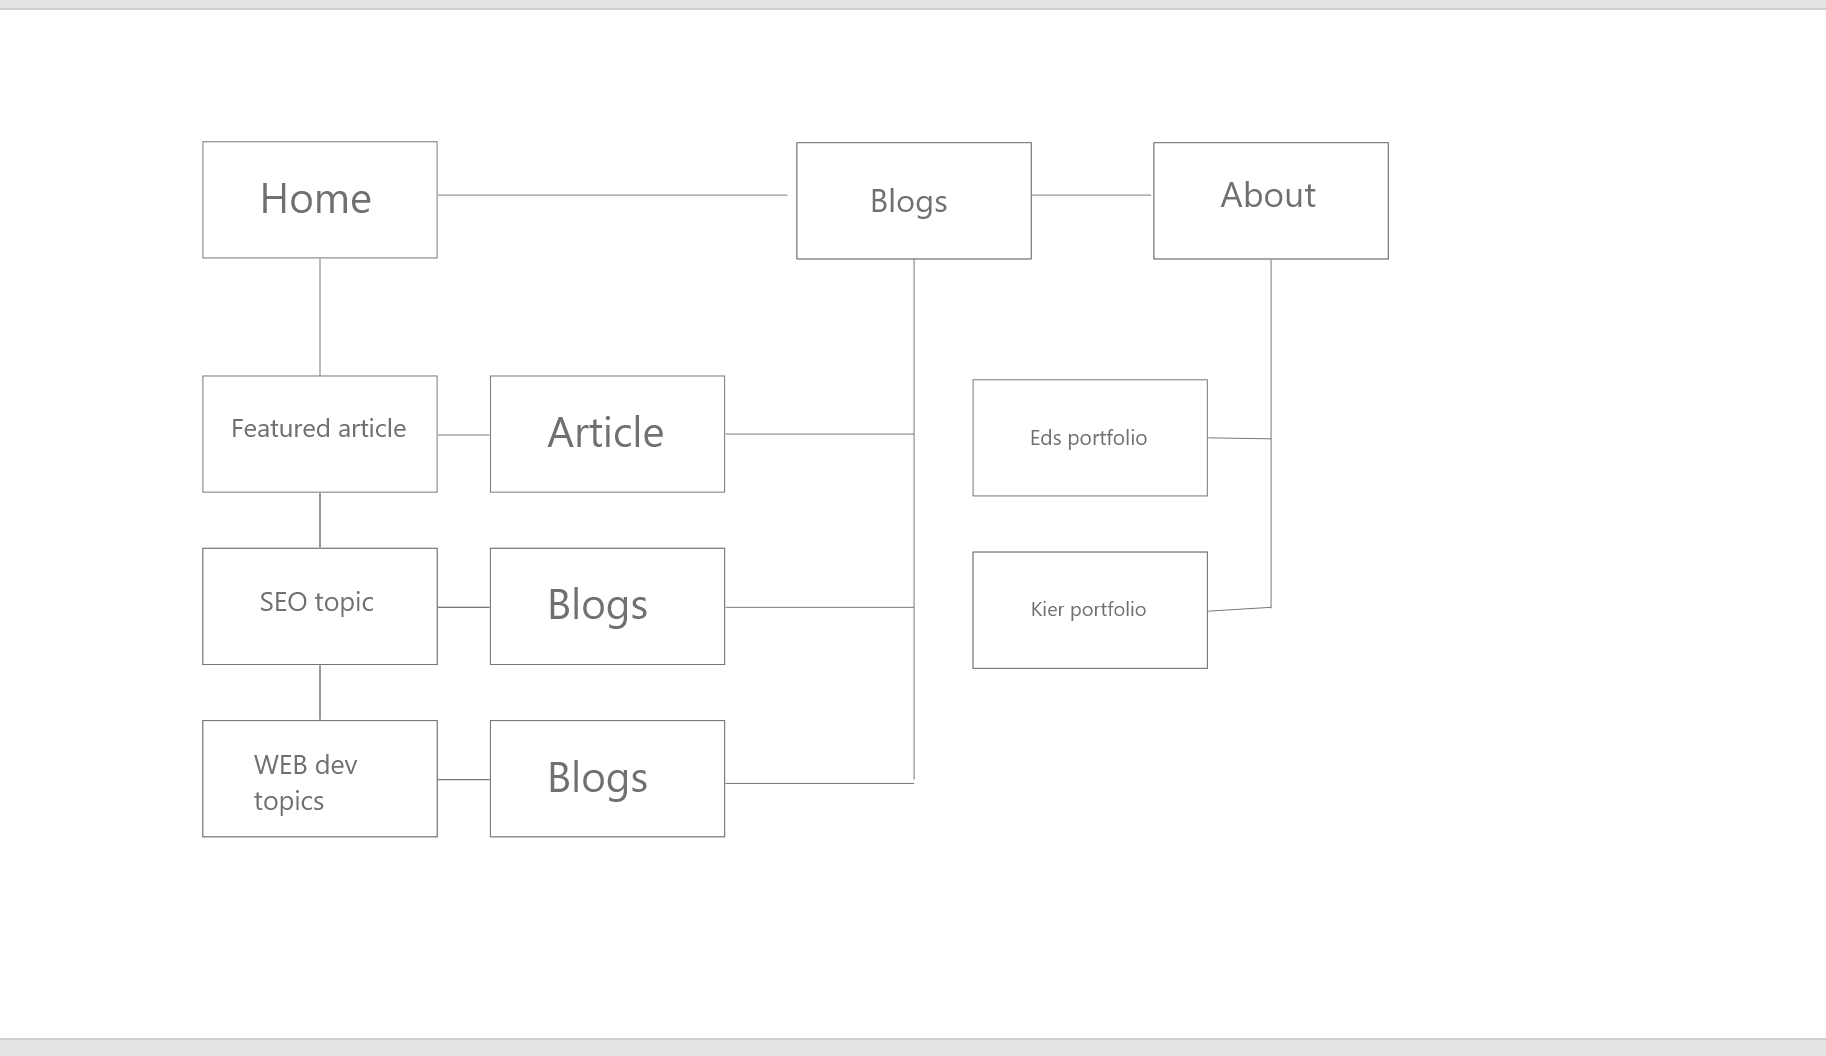 Home
Blogs
About
Featured article
Article
Eds portfolio
SEO topic
Blogs
Kier portfolio
WEB dev
topics
Blogs